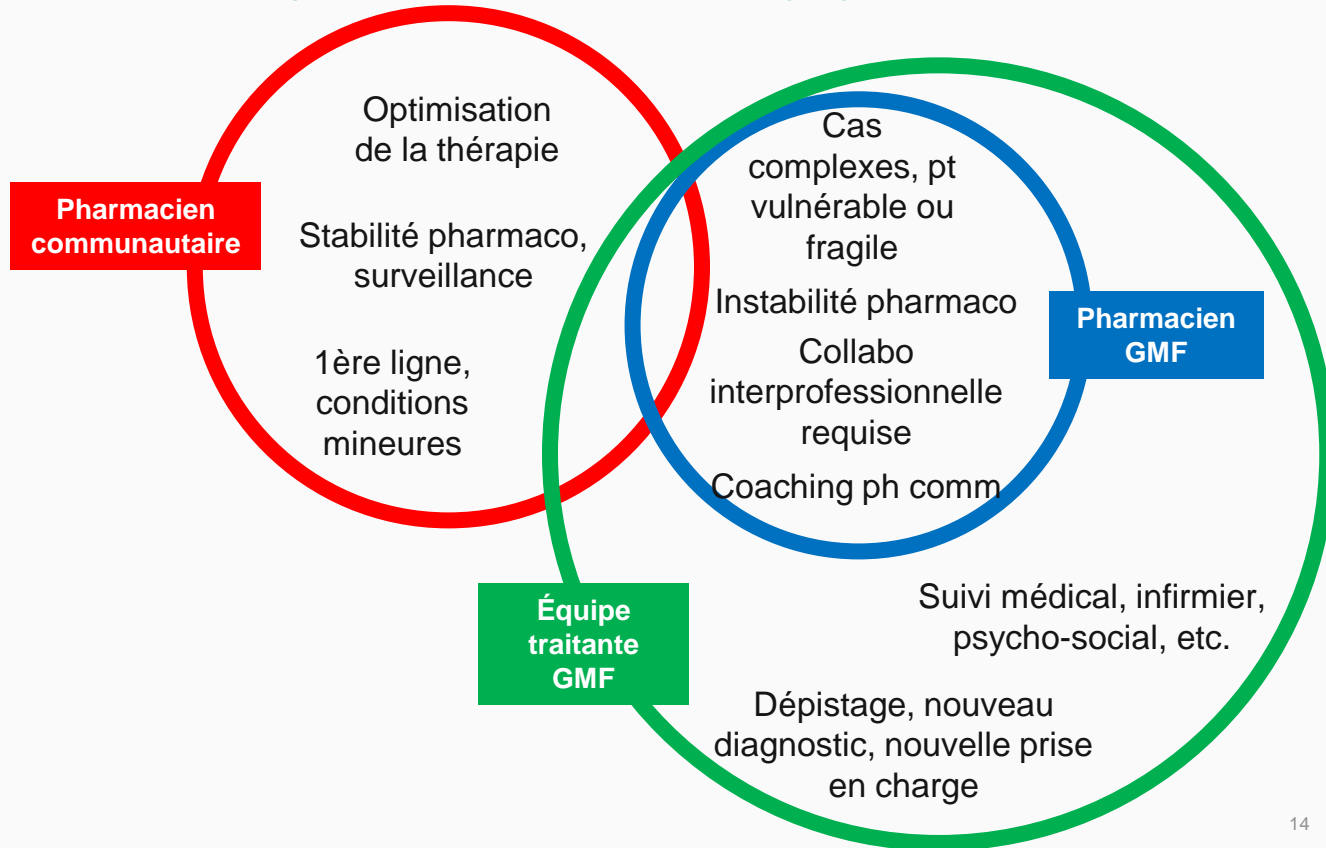 Optimisation
de la thérapie
Pharmacien
communautaire
Stabilité pharmaco,
surveillance
1ère ligne,
conditions
mineures
Cas
complexes, pt
vulnérable ou
fragile
Instabilité pharmaco
Collabo
interprofessionnelle
requise
Coaching ph comm
Pharmacien
GMF
Équipe
traitante
GMF
Suivi médical, infirmier,
psycho-social, etc.
Dépistage, nouveau
diagnostic, nouvelle prise
en charge
14